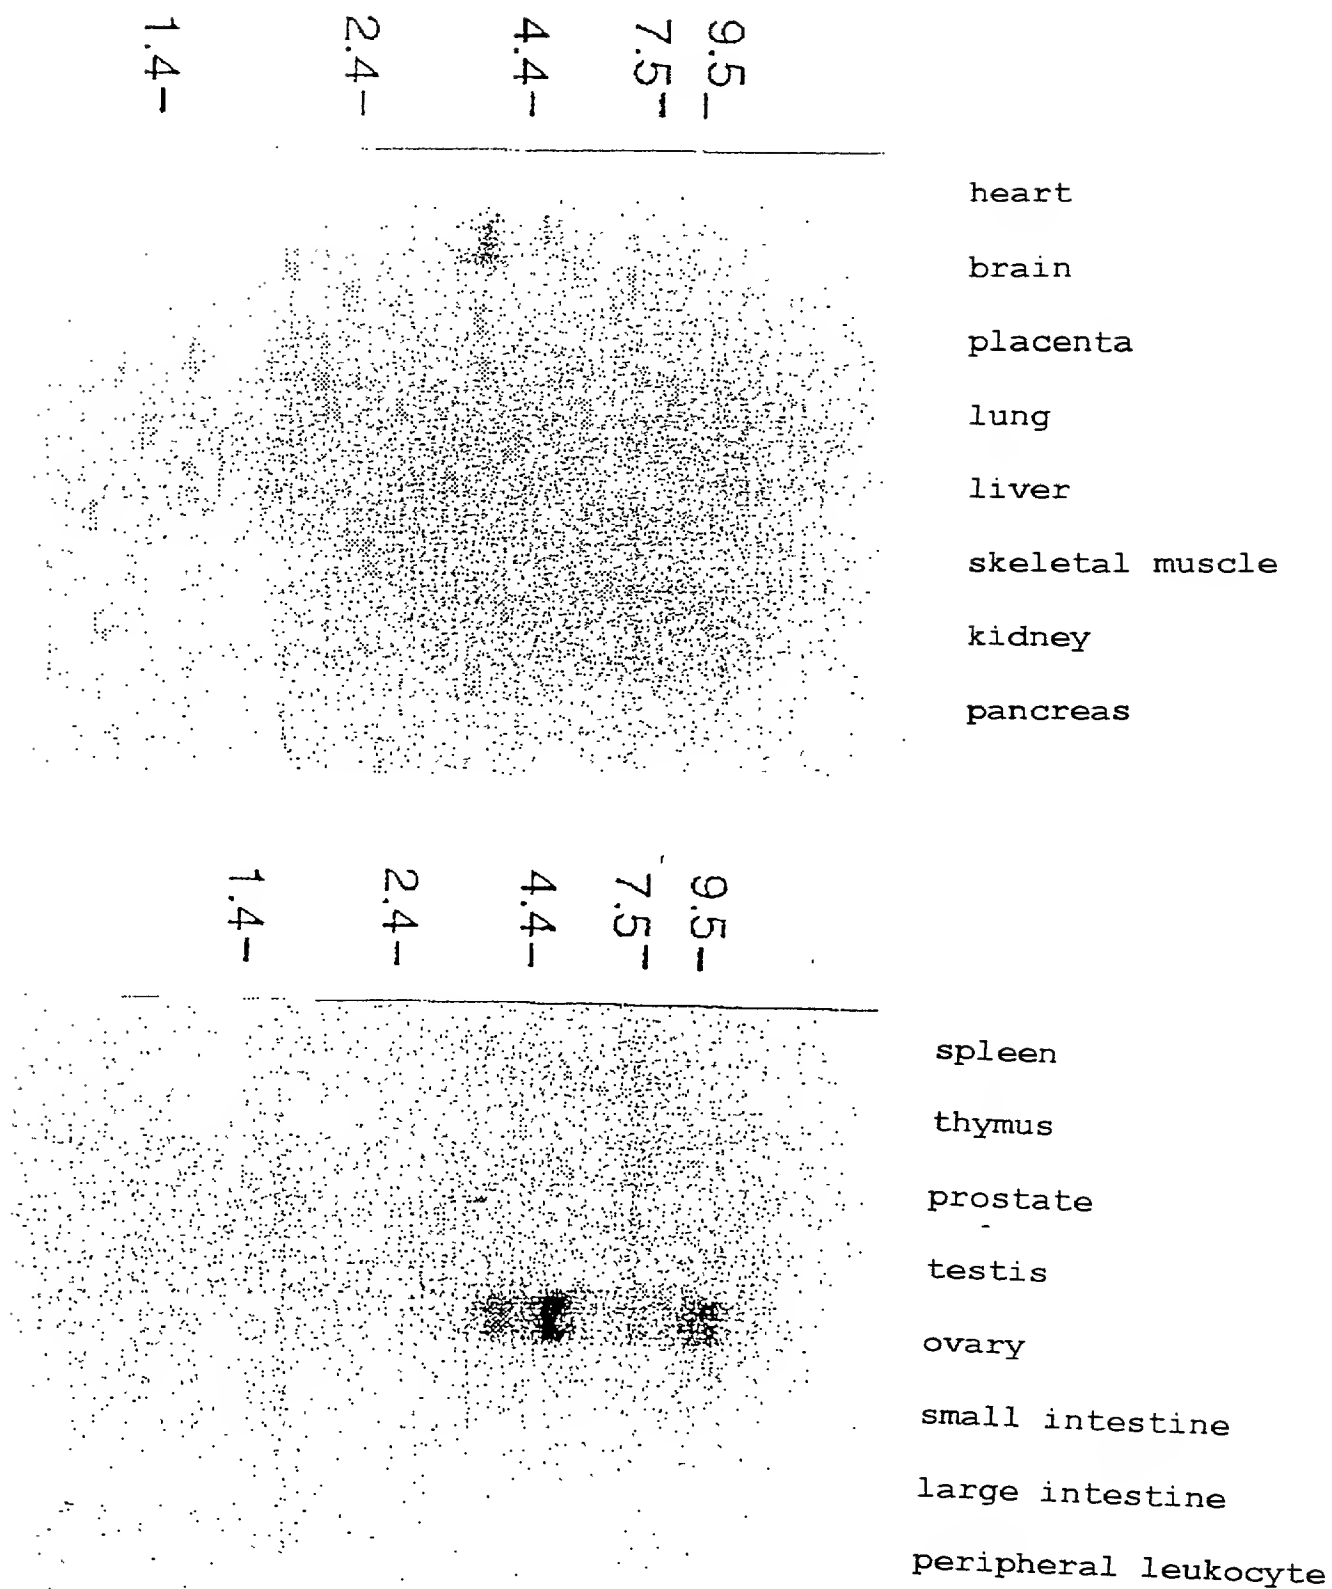 1.4-
2.4-
4.4-
7.5-
9.5-
heart
brain
placenta
lung
liver
skeletal muscle
kidney
pancreas
1.4-
2.4-
4.4-
7.5-
9.5-
spleen
thymus
prostate
testis
ovary
small intestine
large intestine
peripheral leukocyte